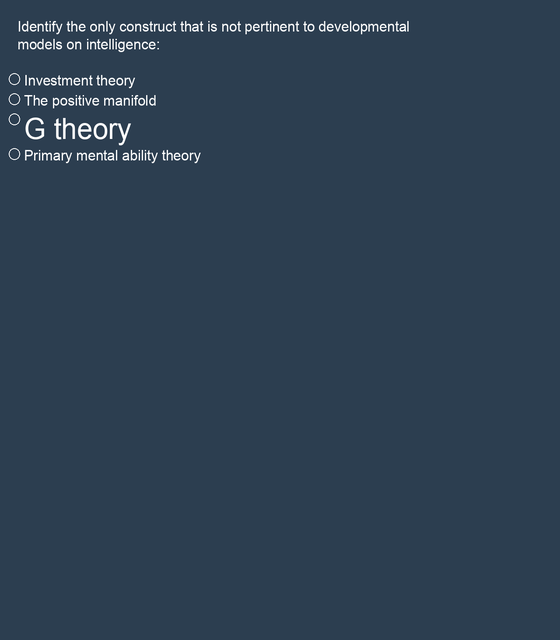 Identify the only construct that is not pertinent to developmental
models on intelligence:
Investment theory
The positive manifold
G theory
Primary mental ability theory